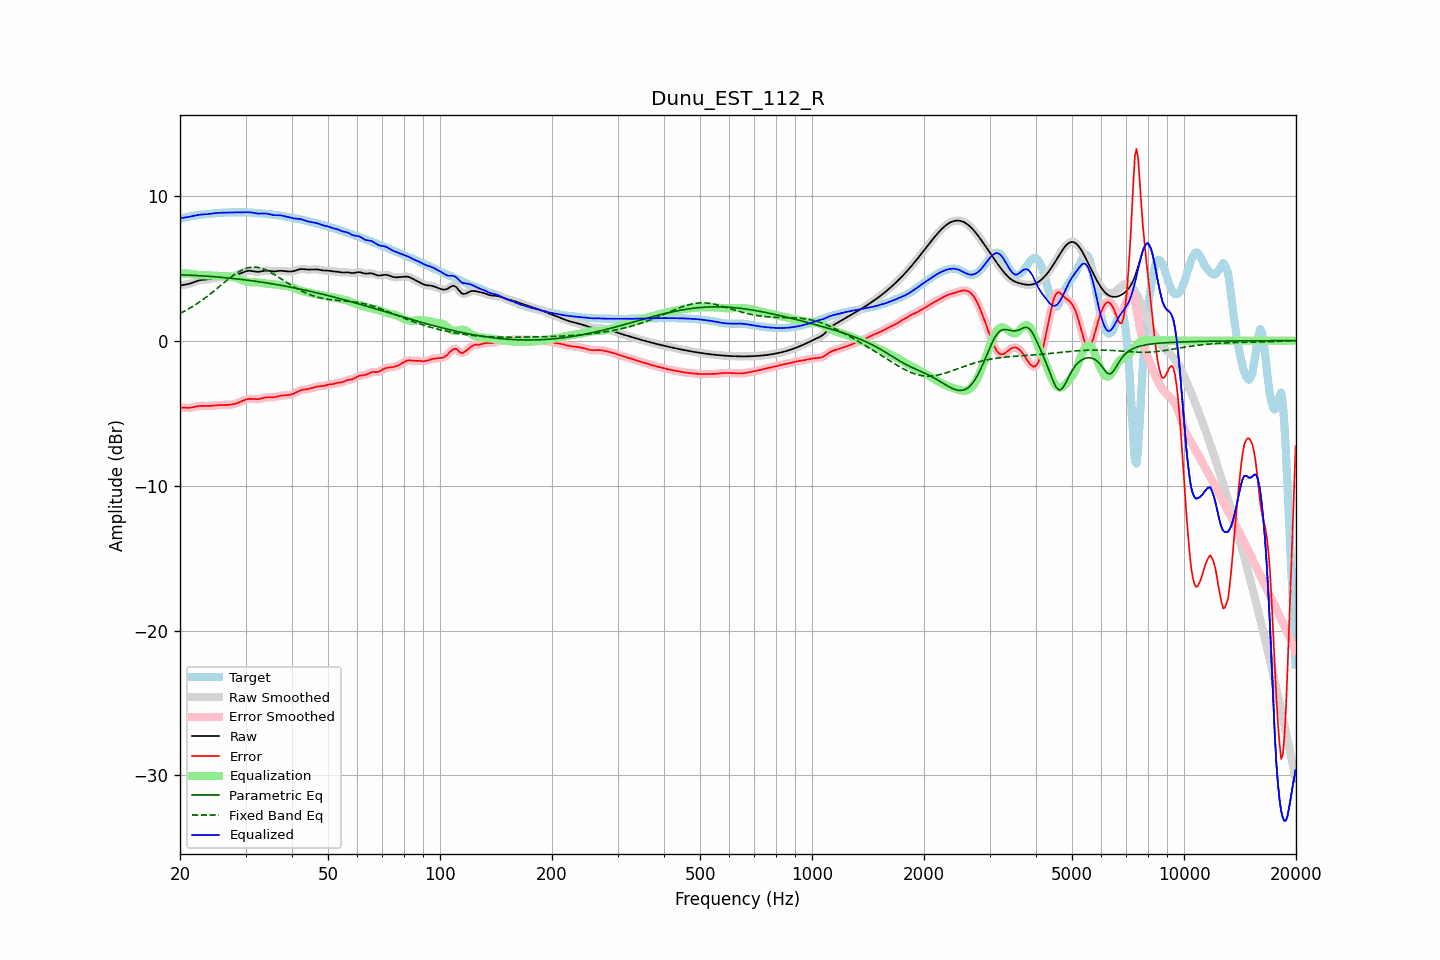 Dunu_EST_112_R
Amplitude (dBr)
10
0
−10
−20
−30
Target
Raw Smoothed
Error Smoothed
Raw
Error
Equalization
Parametric Eq
Fixed Band Eq
Equalized
20 50 100 200 500 1000 2000 5000 10000 20000
Frequency (Hz)